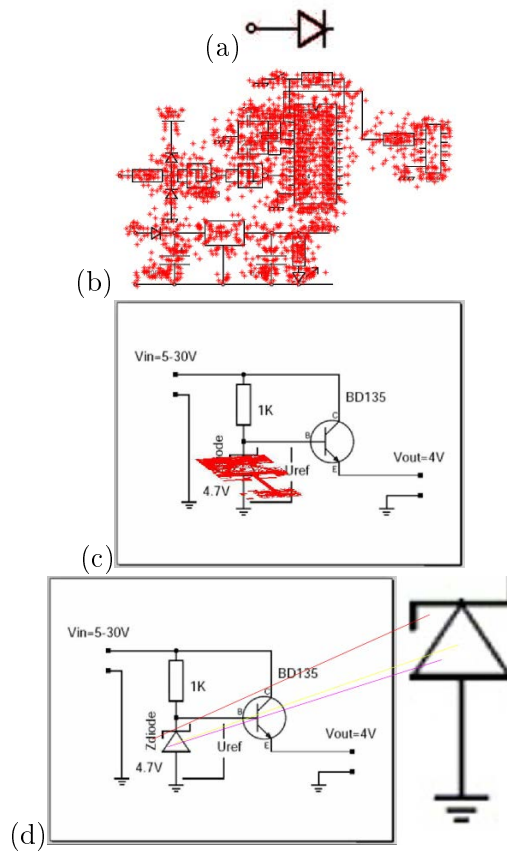 (a)
(b)
Vin=5-30V
1K
BD135
C
B
E
Uref
4.7V
Vout=4V
(c)
Vin=5-30V
1K
BD135
C
B
E
Zdiode
Uref
4.7V
Vout=4V
(d)